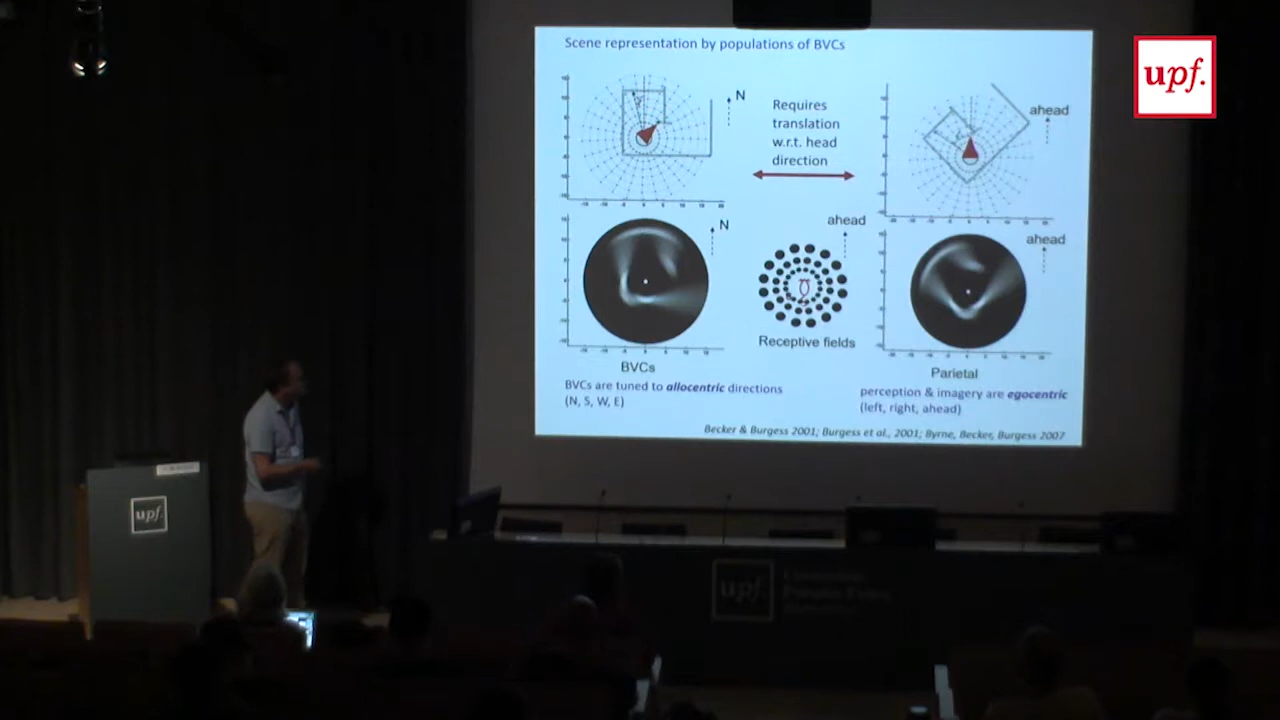 upf.
Scene representation by populations of BVCs
N
Requires
translation
w.r.t. head
direction
ahead
N
ahead
ahead
Receptive fields
BVCs
Parietal
BVCs are tuned to allocentric directions
(N, S, W, E)
perception & imagery are egocentric
(left, right, ahead)
Becker & Burgess 2001; Burgess et al., 2001; Byrne, Becker, Burgess 2007
upf.
upf.